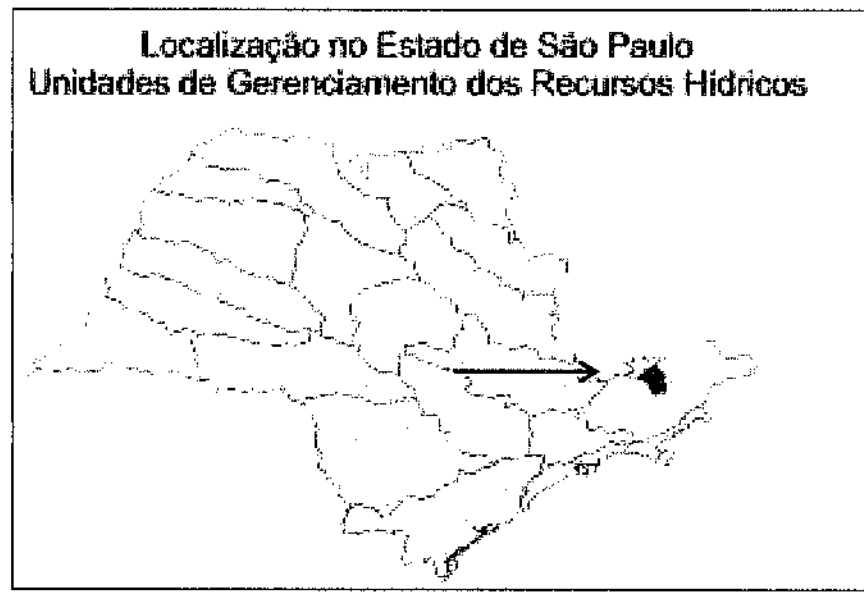 Localização no Estado de São Paulo
Unidades de Gerenciamento dos Recursos Hídricos